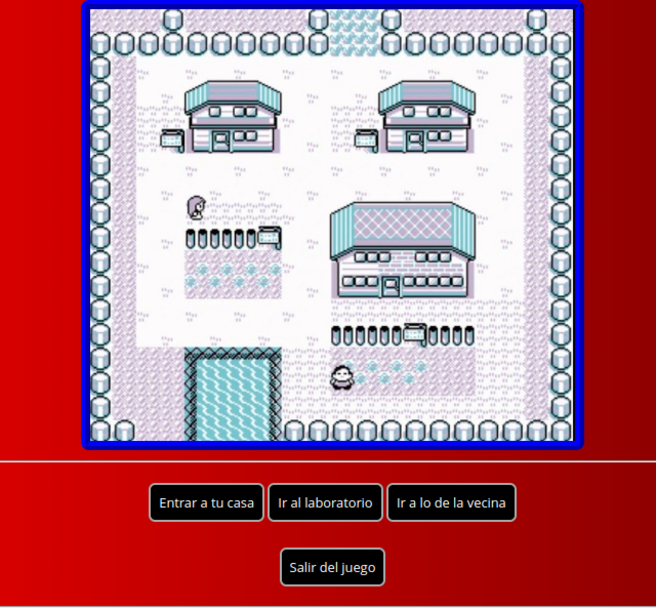 Entrar a tu casa
Ir al laboratorio
Ir a lo de la vecina
Salir del juego